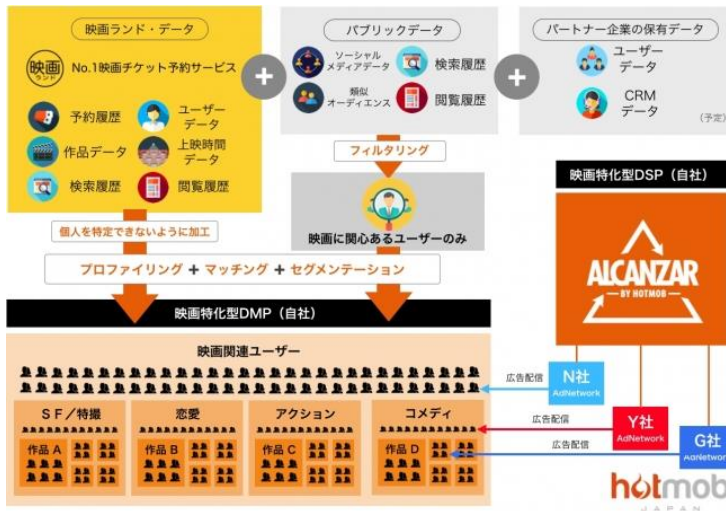 映画ランド・データ
映画
ランド
No.1映画チケット予約サービス
予約履歴
ユーザー
データ
作品データ
上映時間
データ
検索履歴
閲覧履歴
+
パブリックデータ
ソーシャル
メディアデータ
検索履歴
類似
オーディエンス
閲覧履歴
+
パートナー企業の保有データ
ユーザー
データ
CRM
データ
(予定)
フィルタリング
映画に関心あるユーザーのみ
個人を特定できないように加工
プロファイリング + マッチング + セグメンテーション
映画特化型DSP(自社)
ALCANZAR
BY HOTMOB
映画特化型DMP(自社)
映画関連ユーザー
広告配信
N社
AdNetwork
SF/特撮
恋愛
アクション
コメディ
広告配信
Y社
AdNetwork
作品 A
作品 B
作品 C
作品 D
広告配信
G社
AdNetwork
hotmob
JAPAN